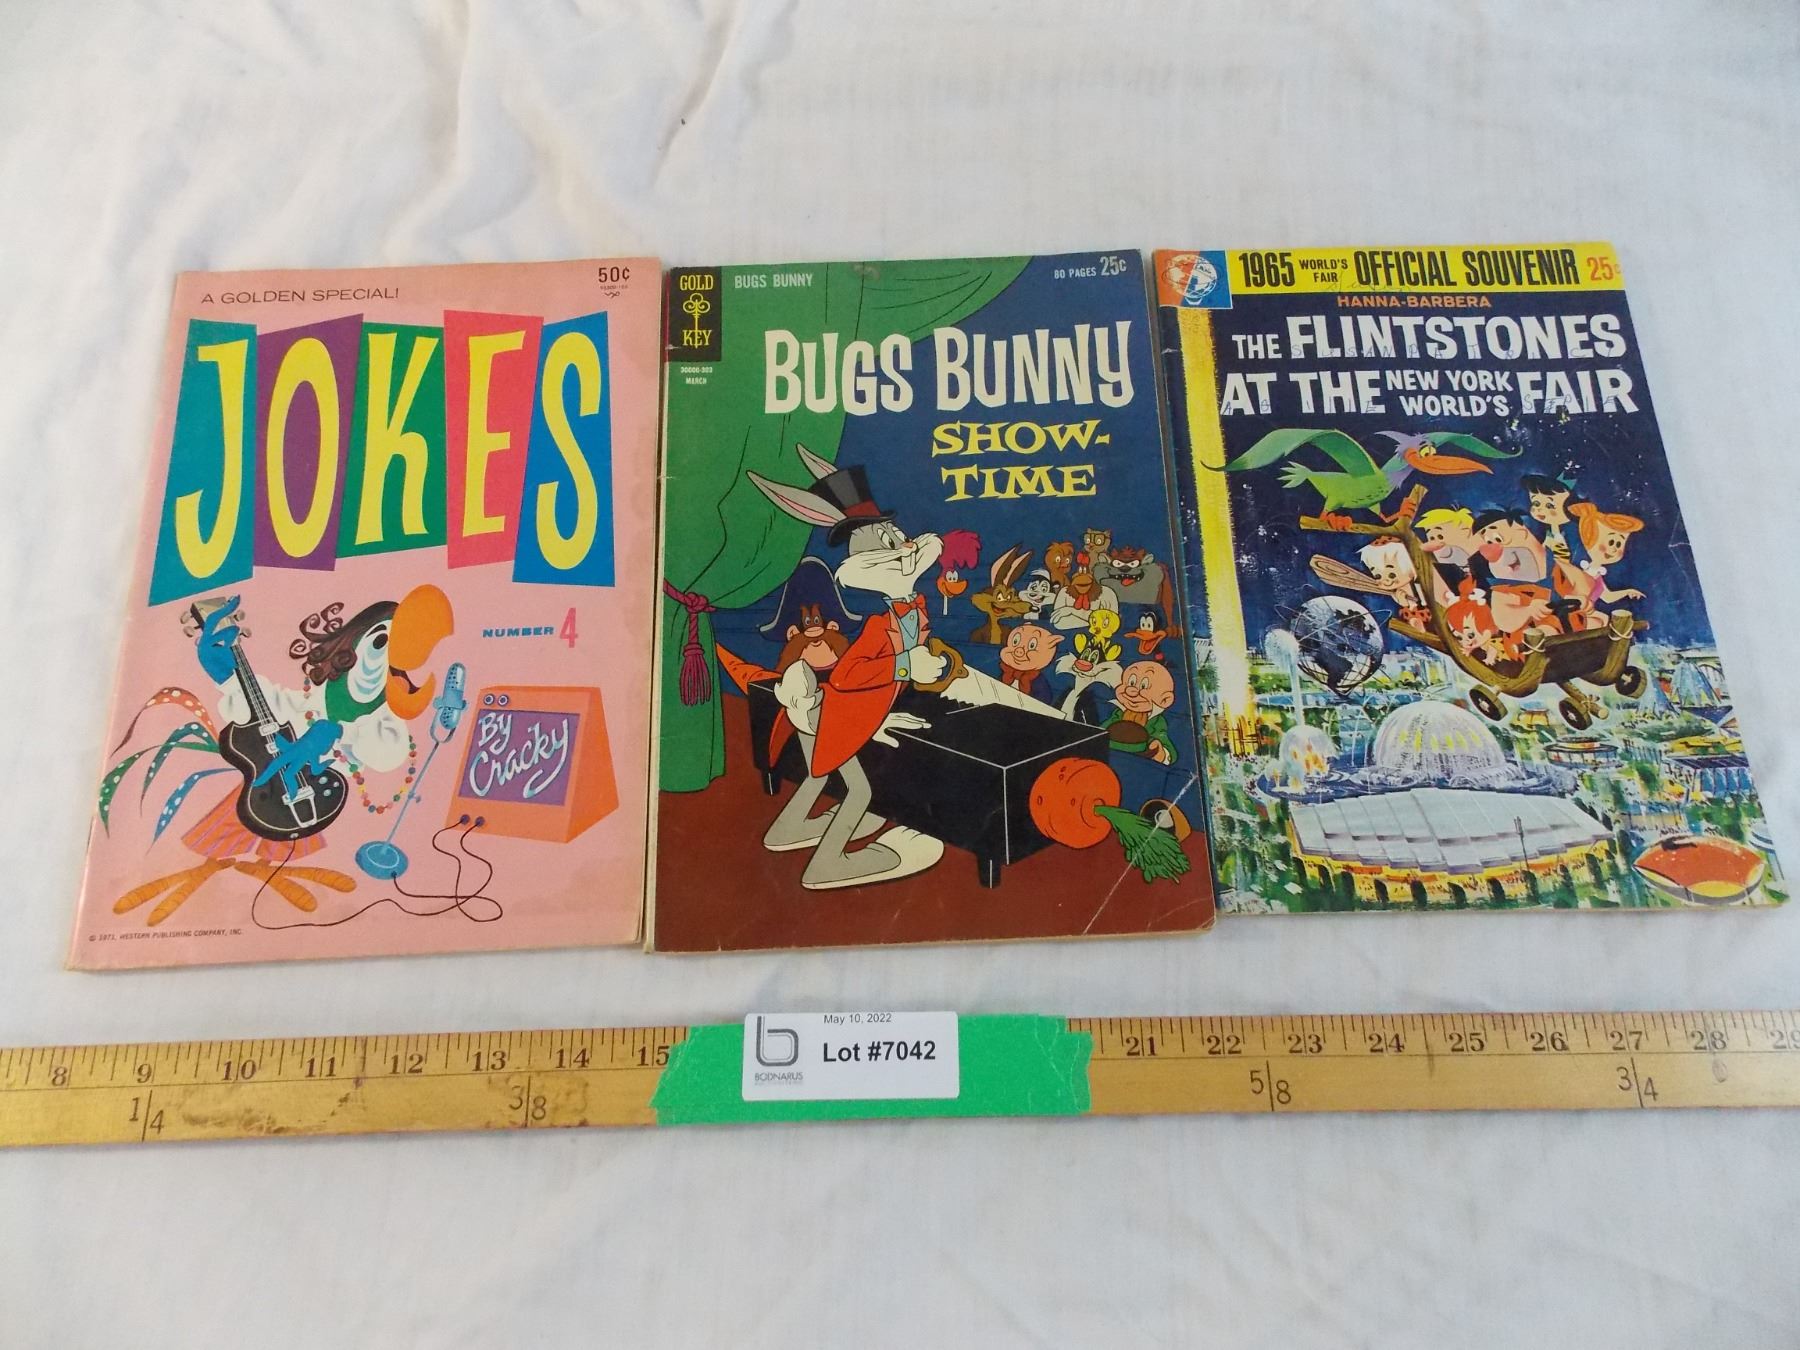 A GOLDEN SPECIAL!
50¢
JOKES
NUMBER 4
By
Cracky
© 1971, WESTERN PUBLISHING COMPANY, INC.
GOLD
KEY
BUGS BUNNY
80 PAGES 25¢
30006-303
MARCH
BUGS BUNNY
SHOW-
TIME
1965 WORLD'S FAIR OFFICIAL SOUVENIR 25¢
HANNA-BARBERA
THE FLINTSTONES
AT THE NEW YORK WORLD'S FAIR
8 9 10 11 12 13 14 15 21 22 23 24 25 26 27 28 29
1/4 3/8 5/8 3/4
May 10, 2022
Lot #7042
BODNARUS